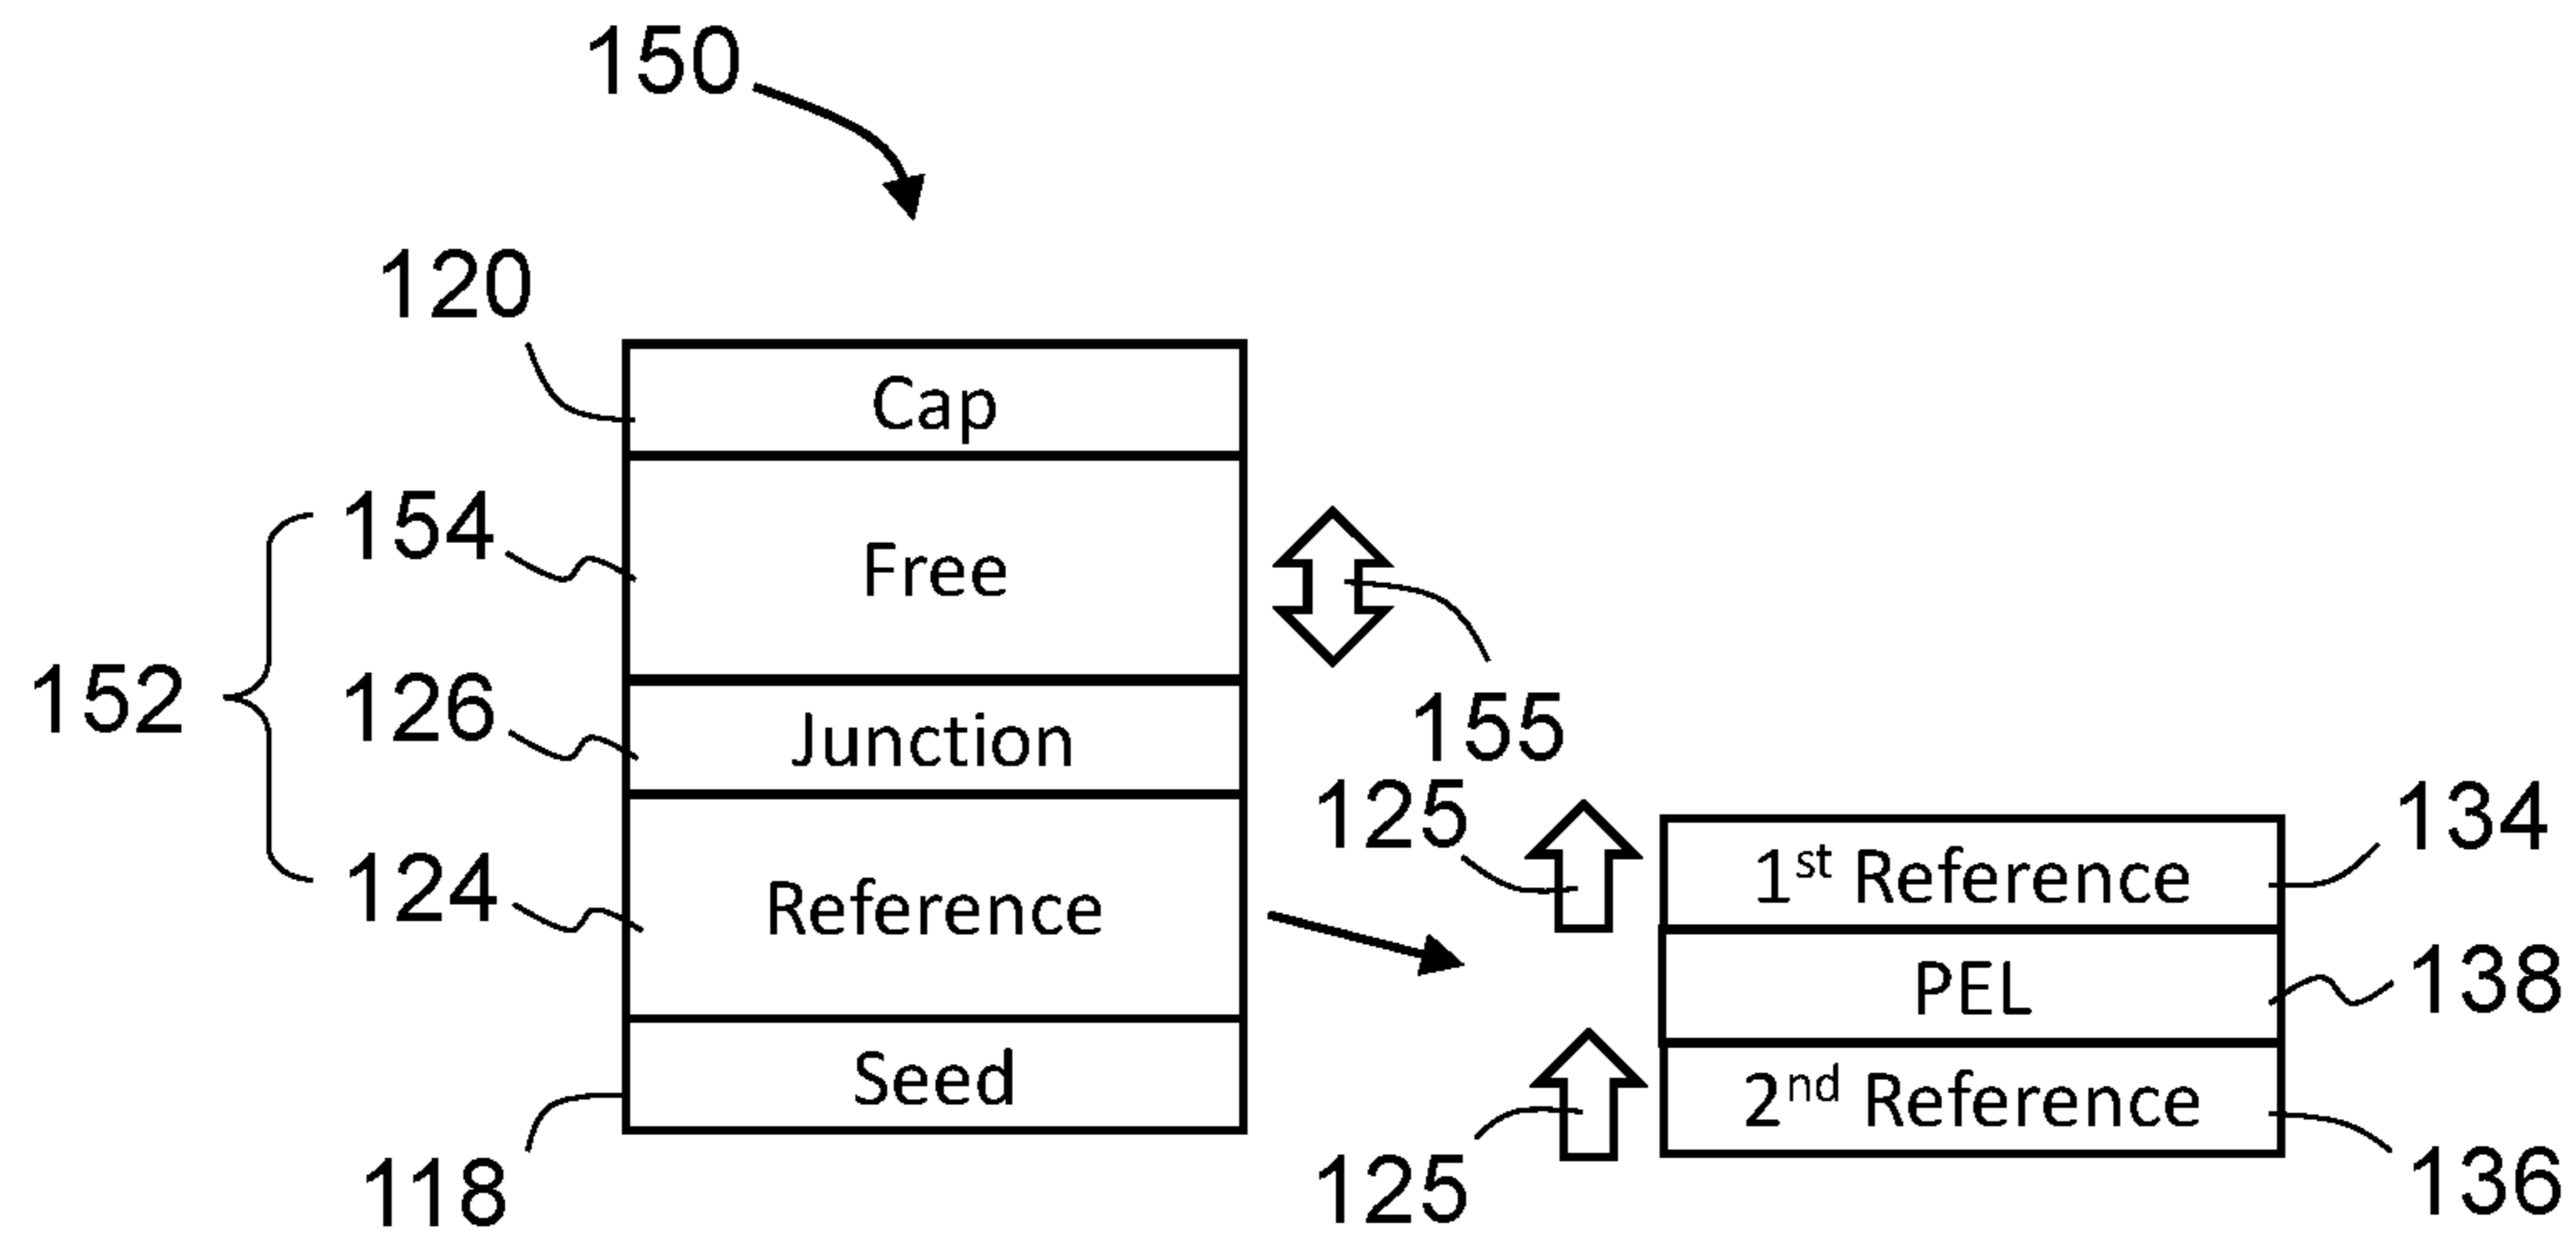 150
120
Cap
154
Free
152
126
Junction
155
125
134
1st Reference
124
Reference
PEL
138
Seed
2nd Reference
118
125
136